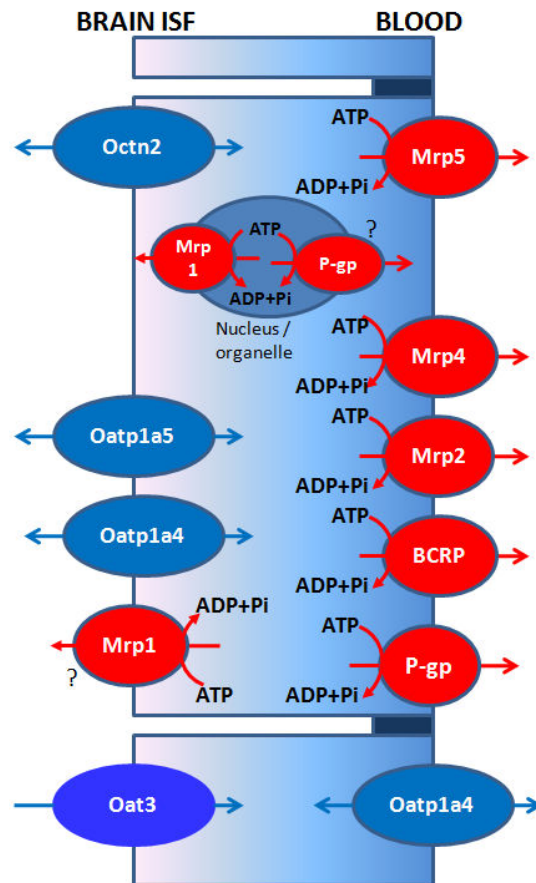 BRAIN ISF BLOOD
Octn2
ATP
Mrp5
ADP+Pi
?
Mrp
1
ATP
P-gp
ADP+Pi
Nucleus /
organelle
ATP
Mrp4
ADP+Pi
Oatp1a5
ATP
Mrp2
ADP+Pi
Oatp1a4
ATP
BCRP
ADP+Pi
ADP+Pi
Mrp1
?
ATP
ATP
P-gp
ADP+Pi
Oat3
Oatp1a4